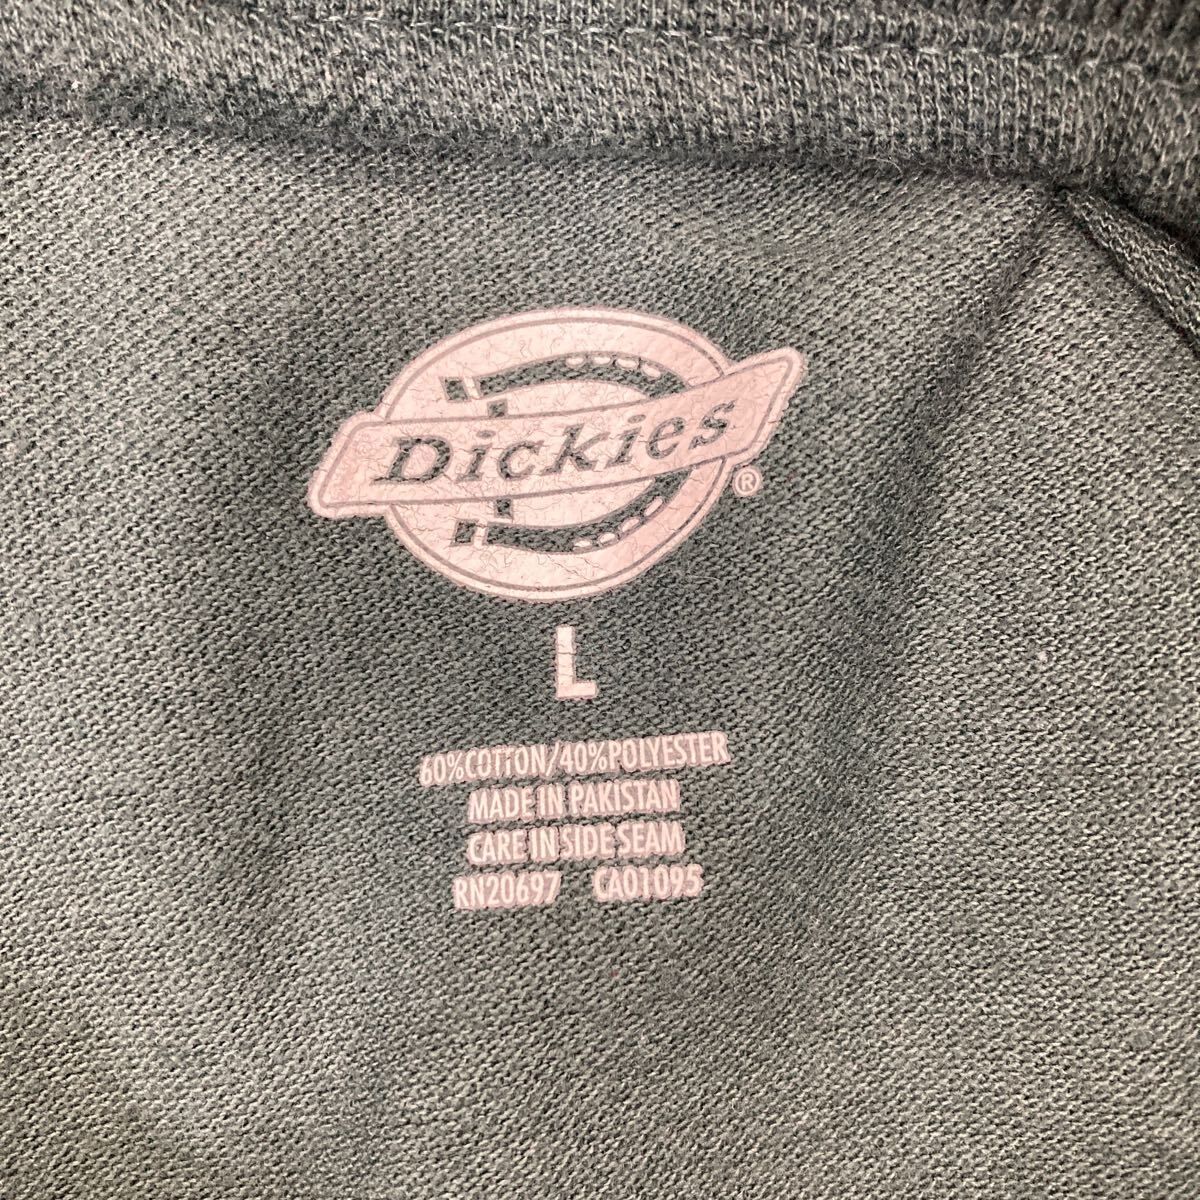 Dickies
®
L
60%COTTON/40%POLYESTER
MADE IN PAKISTAN
CARE IN SIDE SEAM
RN20697 CA01095